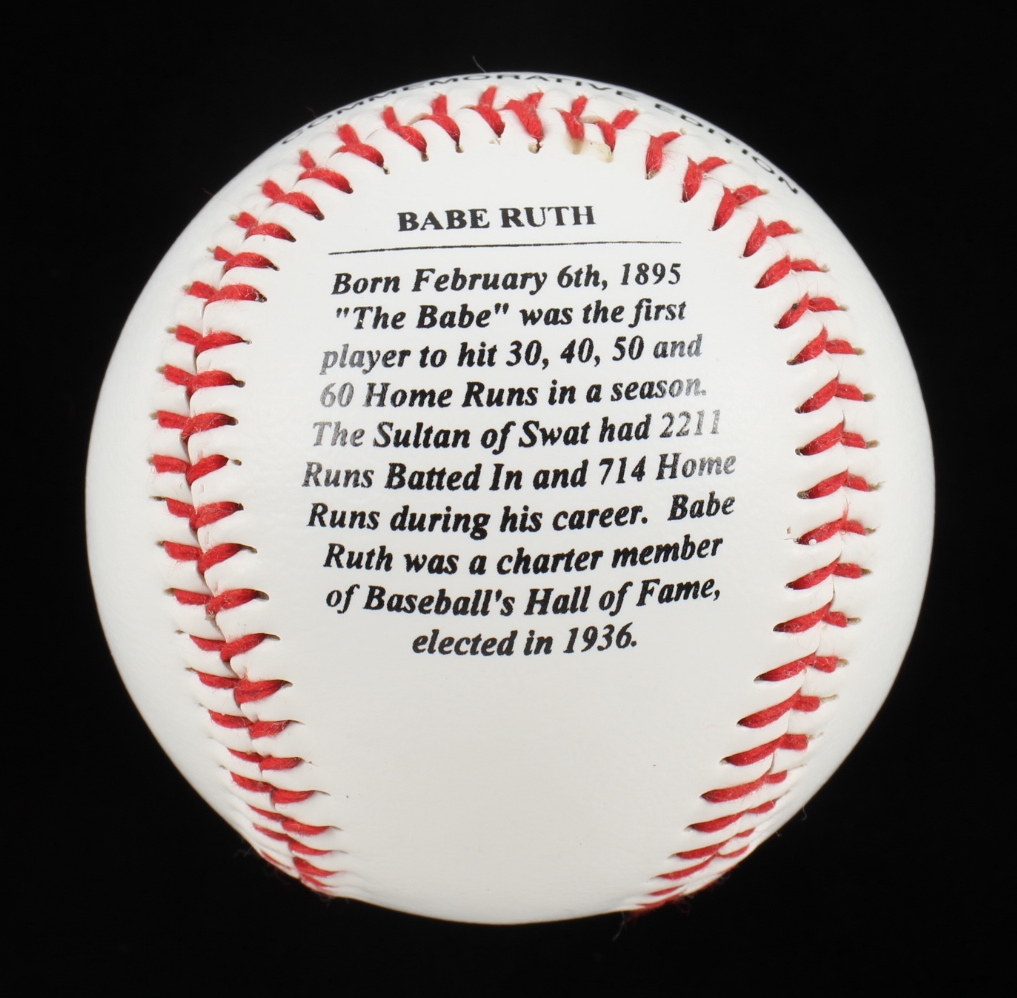 COMMEMORATIVE EDITION
BABE RUTH
Born February 6th, 1895
"The Babe" was the first
player to hit 30, 40, 50 and
60 Home Runs in a season.
The Sultan of Swat had 2211
Runs Batted In and 714 Home
Runs during his career. Babe
Ruth was a charter member
of Baseball's Hall of Fame,
elected in 1936.